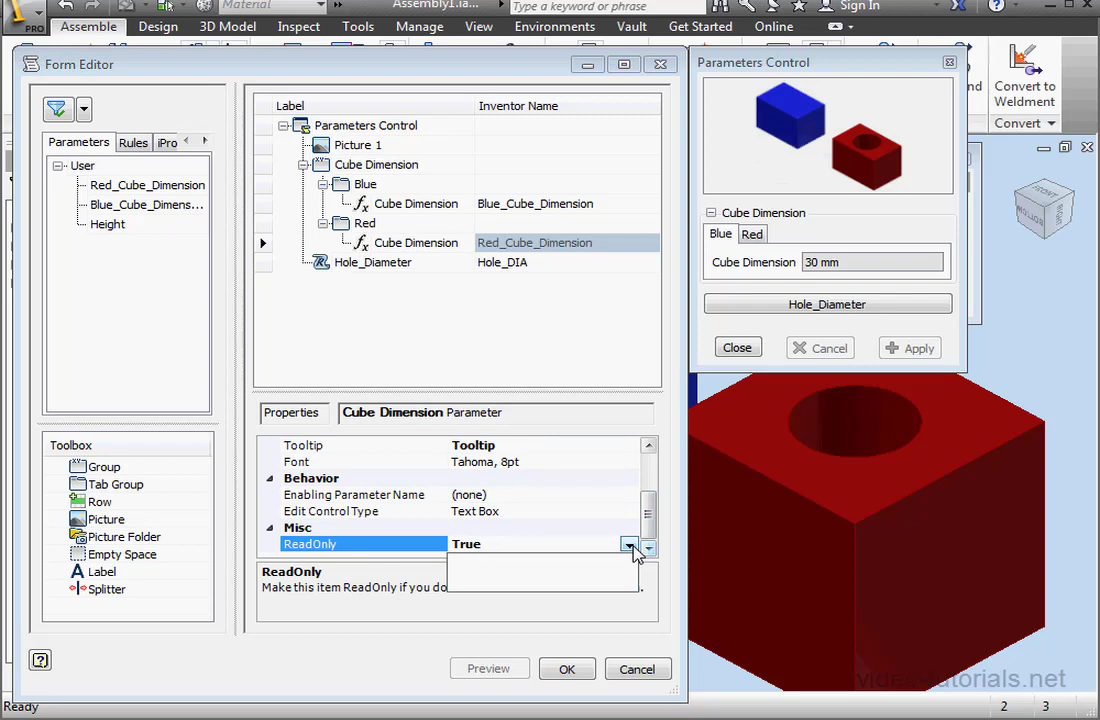 PRO
Material
Assembly1.ia...
Type a keyword or phrase
Sign In
Assemble
Design
3D Model
Inspect
Tools
Manage
View
Environments
Vault
Get Started
Online
Form Editor
Parameters
Rules
iPro
User
Red_Cube_Dimension
Blue_Cube_Dimens...
Height
Toolbox
Group
Tab Group
Row
Picture
Picture Folder
Empty Space
Label
Splitter
Label Inventor Name
Parameters Control
Picture 1
Cube Dimension
Blue
Cube Dimension Blue_Cube_Dimension
Red
Cube Dimension Red_Cube_Dimension
Hole_Diameter Hole_DIA
Properties
Cube Dimension Parameter
Tooltip Tooltip
Font Tahoma, 8pt
Behavior
Enabling Parameter Name (none)
Edit Control Type Text Box
Misc
ReadOnly True
ReadOnly
Make this item ReadOnly if you do
Preview
OK
Cancel
Parameters Control
Cube Dimension
Blue
Red
Cube Dimension 30 mm
Hole_Diameter
Close
Cancel
Apply
Convert to
Weldment
Convert
FRONT
RIGHT
BOTTOM
Ready
2 3